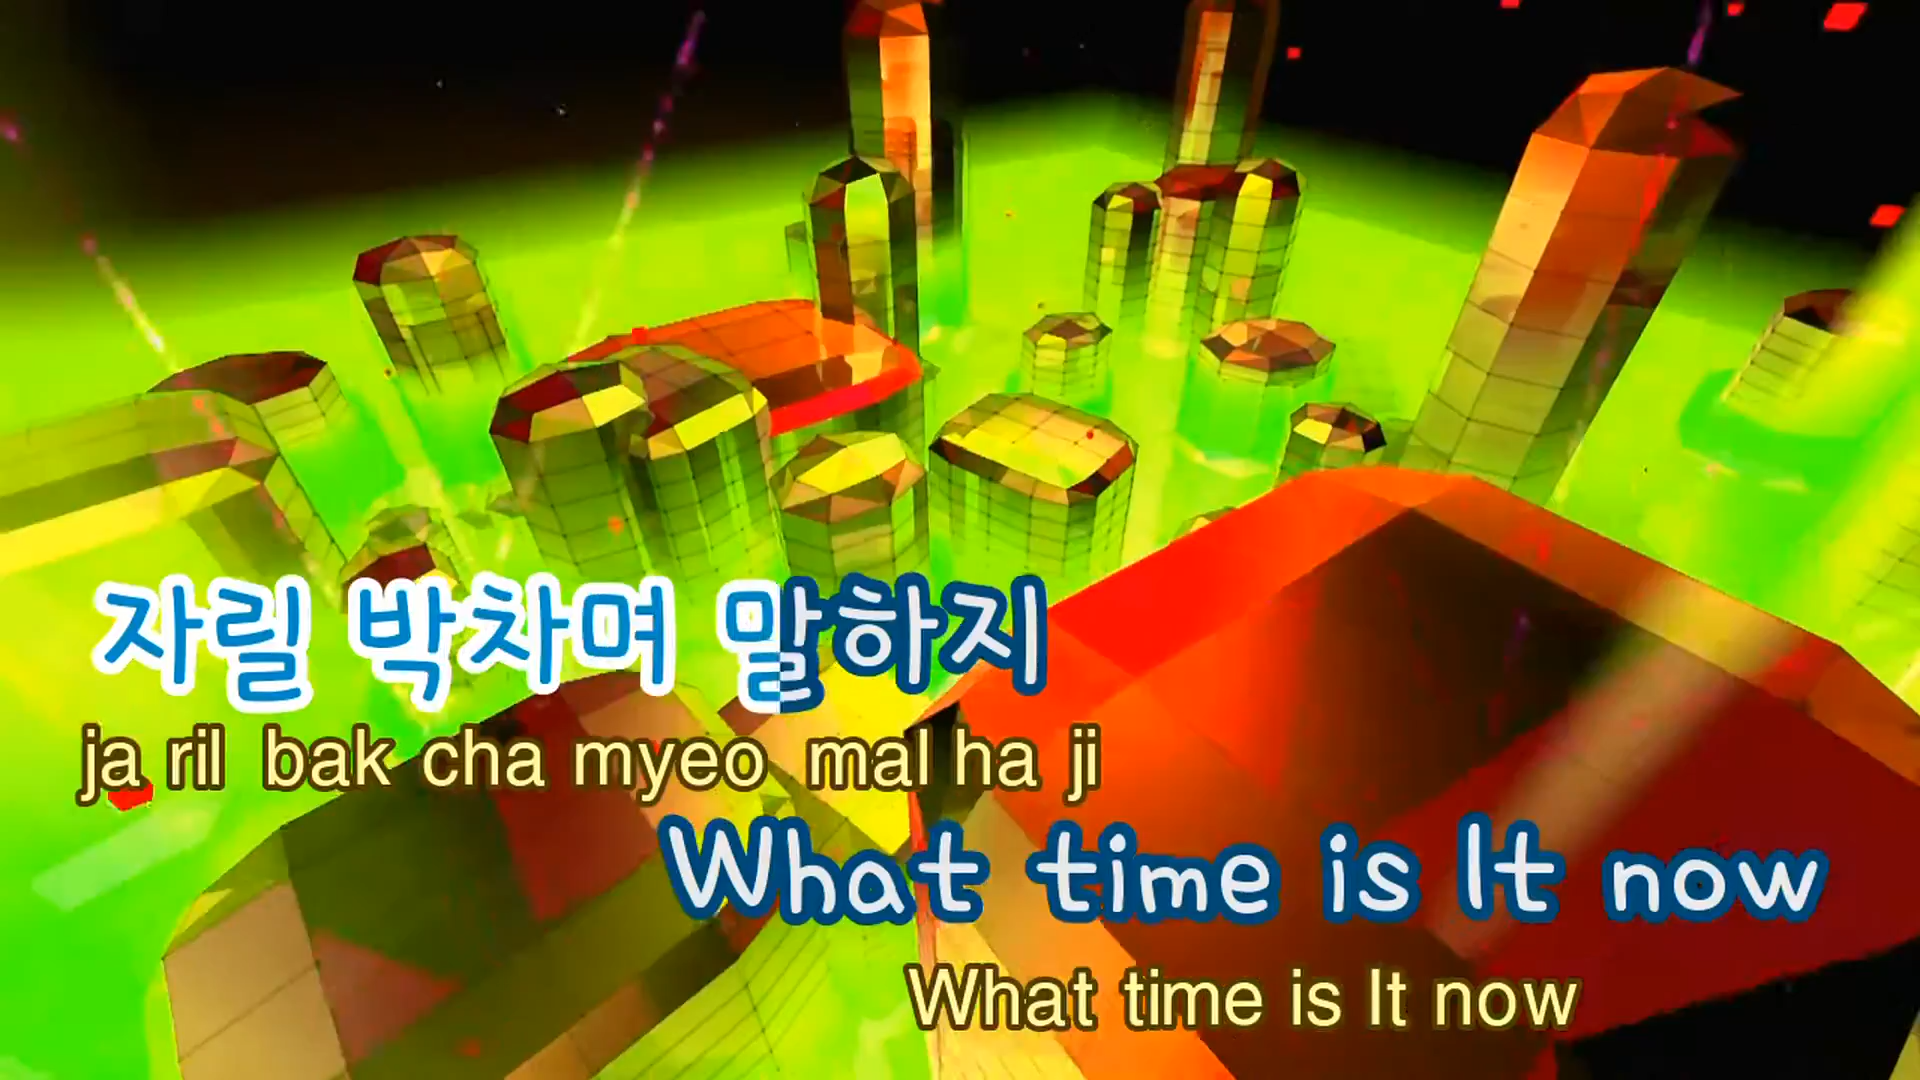 자릴 박차며 말하지
ja ril bak cha myeo mal ha ji
What time is It now
What time is It now